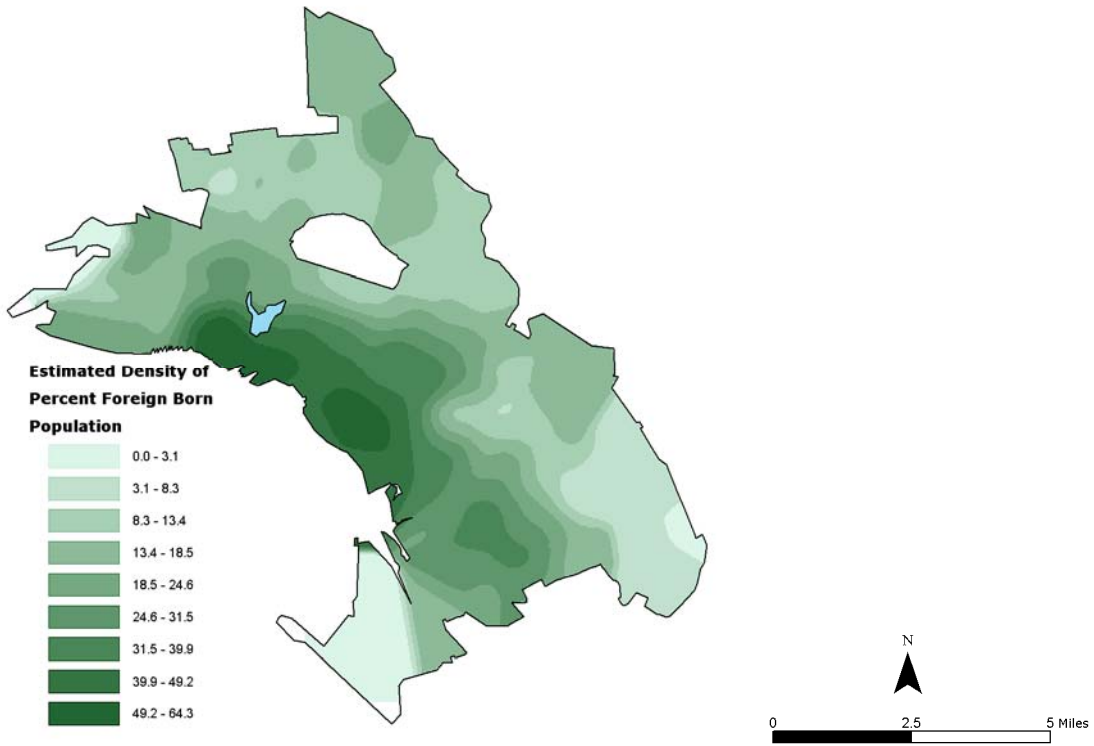 Estimated Density of
Percent Foreign Born
Population
0.0 - 3.1
3.1 - 8.3
8.3 - 13.4
13.4 - 18.5
18.5 - 24.6
24.6 - 31.5
31.5 - 39.9
39.9 - 49.2
49.2 - 64.3
N
0 2.5 5 Miles